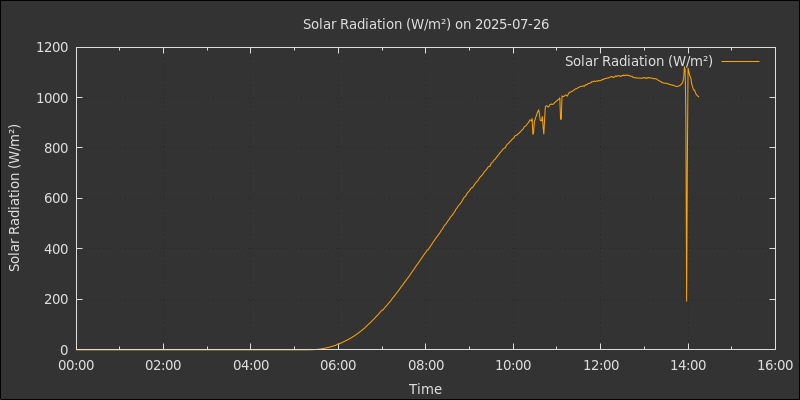 Solar Radiation (W/m²) on 2025-07-26
Solar Radiation (W/m²)
Solar Radiation (W/m²)
1200
1000
800
600
400
200
0
00:00 02:00 04:00 06:00 08:00 10:00 12:00 14:00 16:00
Time